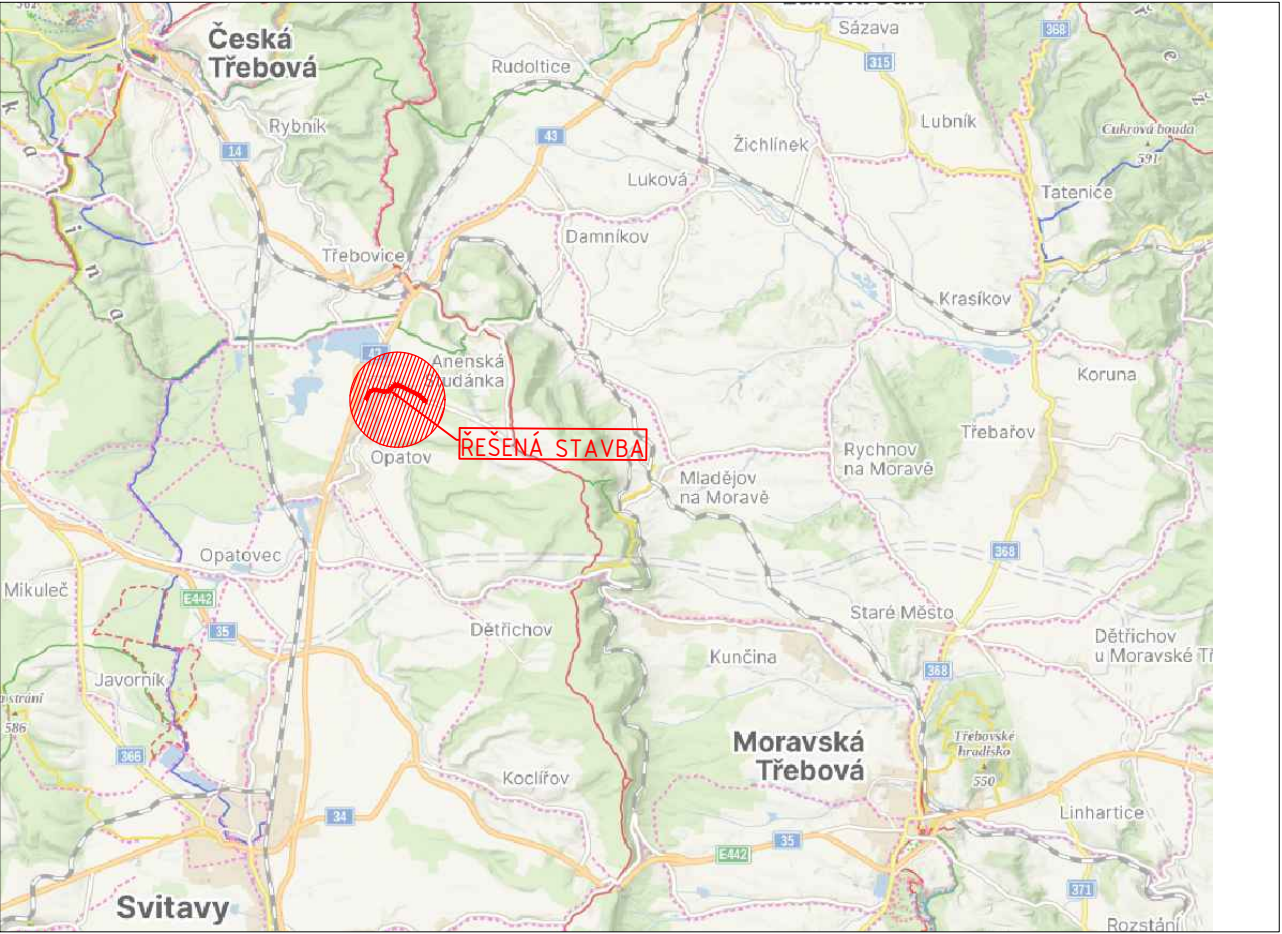 Česká
Třebová
Sázava
368
315
Rudoltice
Rybník
14
43
Žichlínek
Lubník
Cukrová bouda
591
Luková
Tatenice
Damníkov
Třebovice
Krasíkov
Anenská
Studánka
Koruna
ŘEŠENÁ STAVBA
Opatov
Třebařov
Rychnov
na Moravě
Mladějov
na Moravě
Opatovec
368
Mikuleč
E442
35
Staré Město
Dětřichov
Dětřichov
u Moravské Tř
Kunčina
368
Javorník
a strání
586
366
Třebovské
hradisko
550
Moravská
Třebová
Koclířov
34
Linhartice
35
E442
371
Svitavy
Rozstání